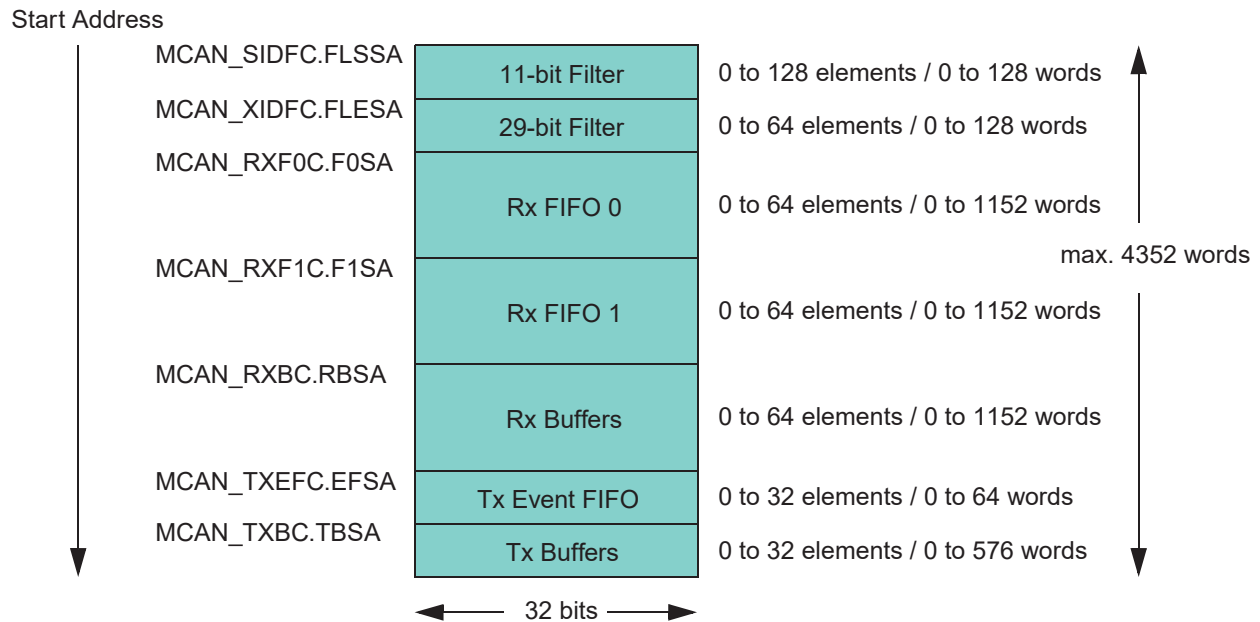 Start Address
MCAN_SIDFC.FLSSA
11-bit Filter
0 to 128 elements / 0 to 128 words
MCAN_XIDFC.FLESA
29-bit Filter
0 to 64 elements / 0 to 128 words
MCAN_RXF0C.F0SA
Rx FIFO 0
0 to 64 elements / 0 to 1152 words
max. 4352 words
MCAN_RXF1C.F1SA
Rx FIFO 1
0 to 64 elements / 0 to 1152 words
MCAN_RXBC.RBSA
Rx Buffers
0 to 64 elements / 0 to 1152 words
MCAN_TXEFC.EFSA
Tx Event FIFO
0 to 32 elements / 0 to 64 words
MCAN_TXBC.TBSA
Tx Buffers
0 to 32 elements / 0 to 576 words
32 bits